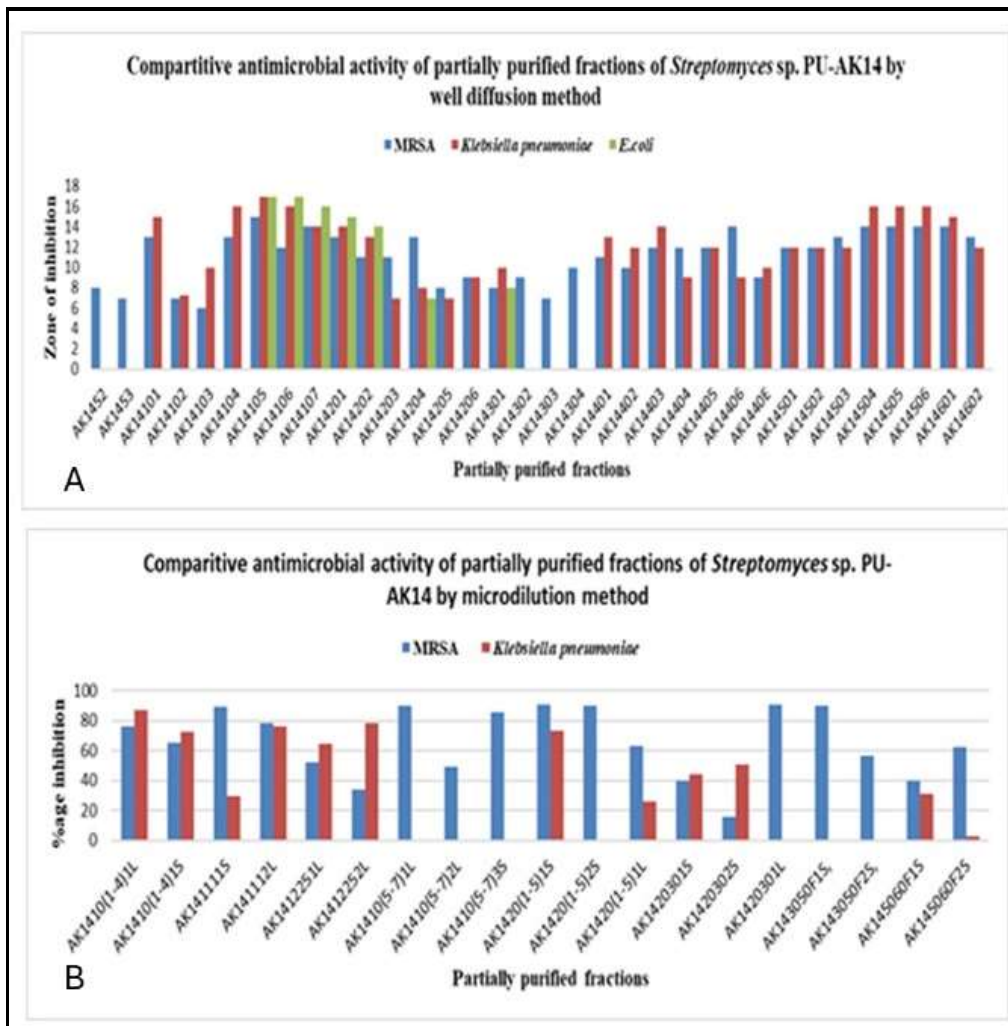 Compartitive antimicrobial activity of partially purified fractions of Streptomyces sp. PU-AK14 by
well diffusion method
MRSA Klebsiella pneumoniae E.coli
Zone of inhibition
18
16
14
12
10
8
6
4
2
0
AK1452
AK1453
AK14101
AK14102
AK14103
AK14104
AK14105
AK14106
AK14107
AK14201
AK14202
AK14203
AK14204
AK14205
AK14206
AK14301
AK14302
AK14303
AK14304
AK14401
AK14402
AK14403
AK14404
AK14405
AK14406
AK1440E
AK14501
AK14502
AK14503
AK14504
AK14505
AK14506
AK14601
AK14602
Partially purified fractions
A
Comparitive antimicrobial activity of partially purified fractions of Streptomyces sp. PU-
AK14 by microdilution method
MRSA Klebsiella pneumoniae
%age inhibition
100
80
60
40
20
0
AK1410(1-4)1L
AK1410(1-4)1S
AK141111S
AK141112L
AK1412251L
AK1412252L
AK1410(5-7)1L
AK1410(5-7)2L
AK1410(5-7)3S
AK1420(1-5)1S
AK1420(1-5)2S
AK1420(1-5)1L
AK1420301S
AK1420302S
AK1420301L
AK143050F1S,
AK143050F2S,
AK145060F1S
AK145060F2S
Partially purified fractions
B